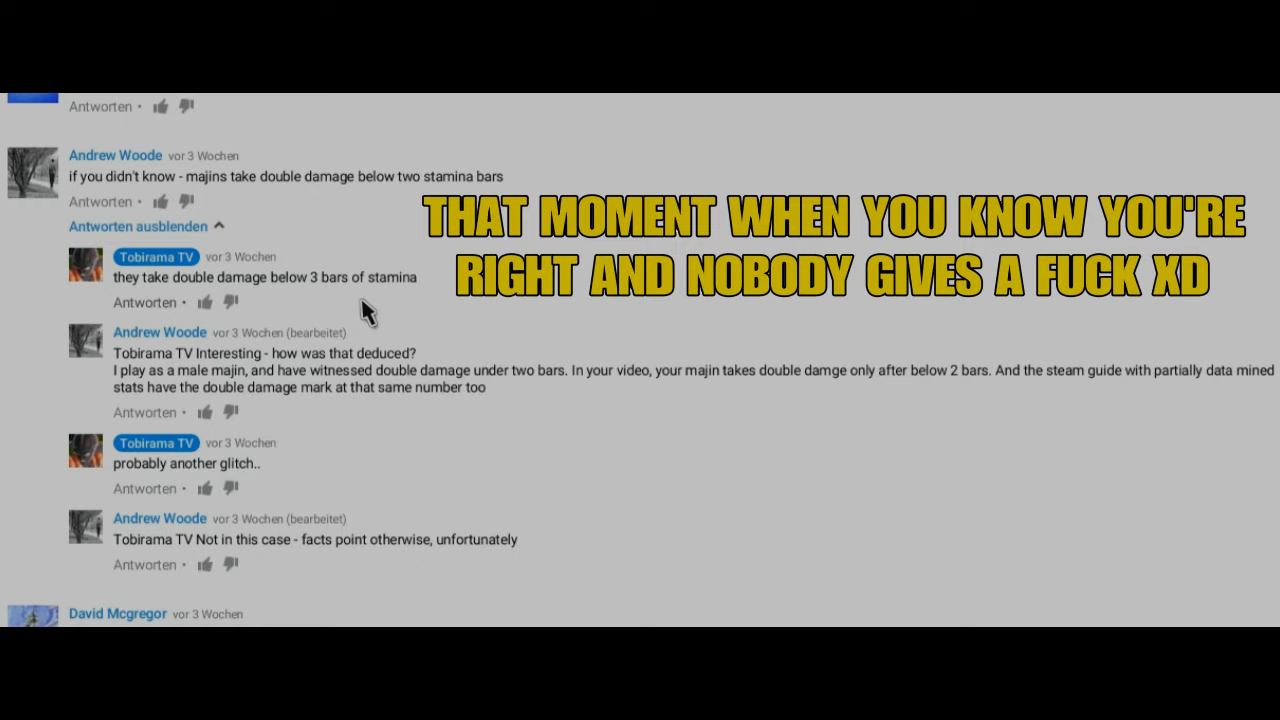 Antworten •
Andrew Woode vor 3 Wochen
if you didn't know - majins take double damage below two stamina bars
Antworten •
Antworten ausblenden
THAT MOMENT WHEN YOU KNOW YOU'RE
RIGHT AND NOBODY GIVES A FUCK XD
Tobirama TV vor 3 Wochen
they take double damage below 3 bars of stamina
Antworten •
Andrew Woode vor 3 Wochen (bearbeitet)
Tobirama TV Interesting - how was that deduced?
I play as a male majin, and have witnessed double damage under two bars. In your video, your majin takes double damge only after below 2 bars. And the steam guide with partially data mined
stats have the double damage mark at that same number too
Antworten •
Tobirama TV vor 3 Wochen
probably another glitch..
Antworten •
Andrew Woode vor 3 Wochen (bearbeitet)
Tobirama TV Not in this case - facts point otherwise, unfortunately
Antworten •
David Mcgregor vor 3 Wochen